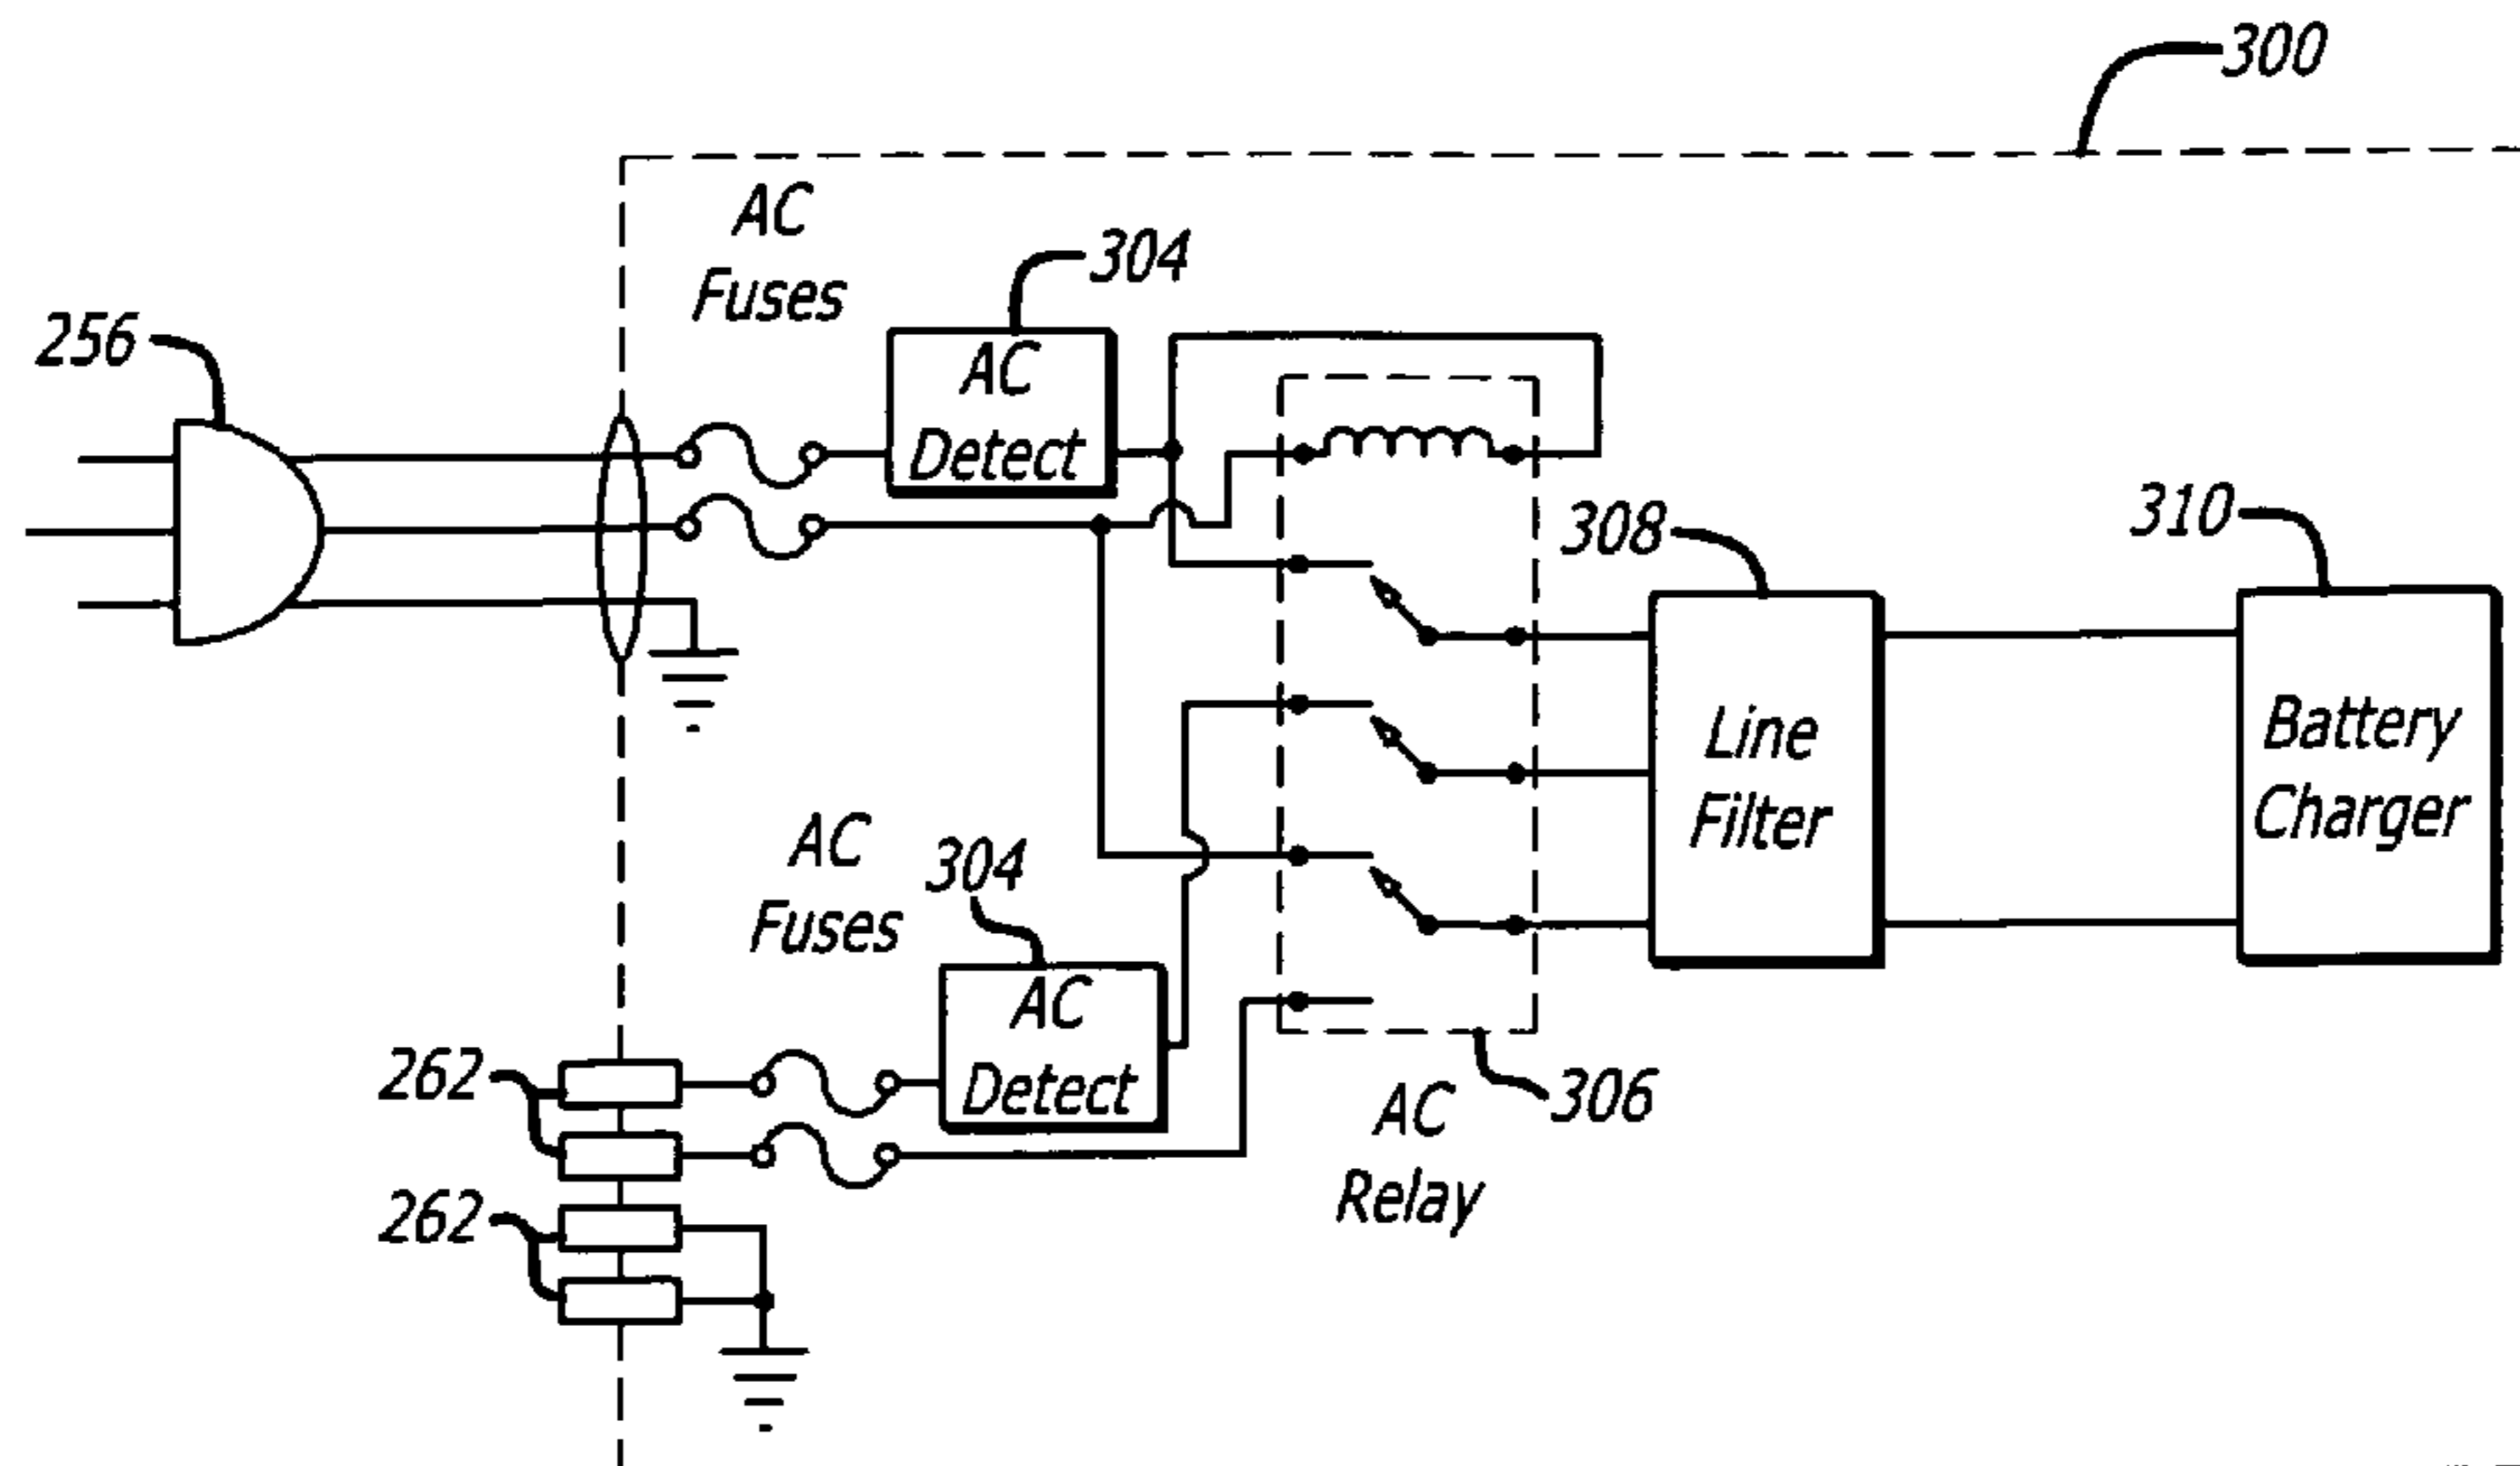 300
AC
Fuses
304
256
AC
Detect
308
310
Line
Filter
Battery
Charger
AC
Fuses
304
AC
Detect
262
262
306
AC
Relay